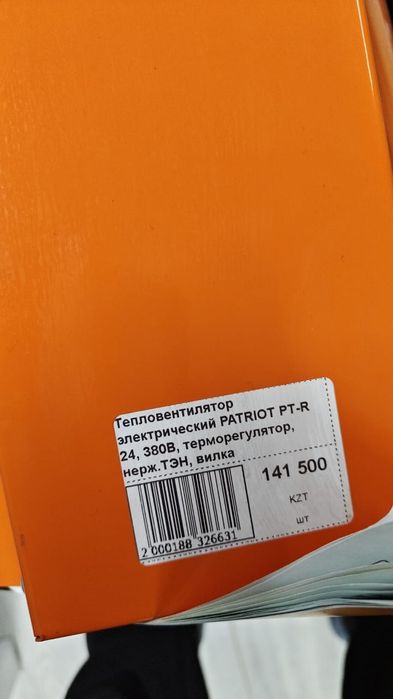 Тепловентилятор
электрический PATRIOT PT-R
24, 380В, терморегулятор,
нерж.ТЭН, вилка
141 500
KZT
шт
2 000188 326631